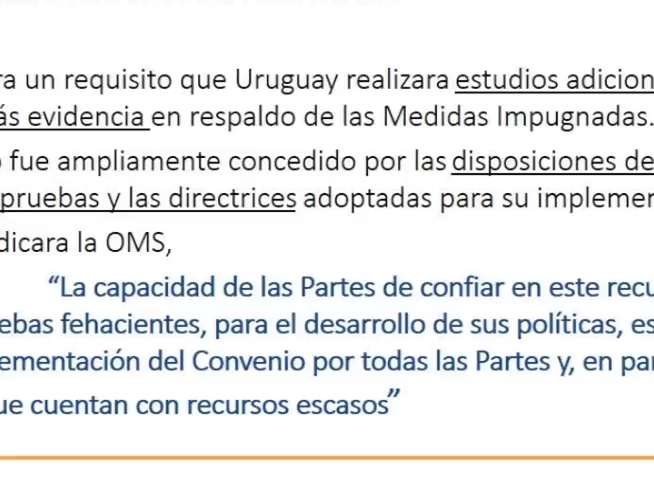 ra un requisito que Uruguay realizara estudios adicion
ás evidencia en respaldo de las Medidas Impugnadas.
o fue ampliamente concedido por las disposiciones de
pruebas y las directrices adoptadas para su implemen
dicara la OMS,
“La capacidad de las Partes de confiar en este recu
ebas fehacientes, para el desarrollo de sus políticas, es
ementación del Convenio por todas las Partes y, en par
ue cuentan con recursos escasos”